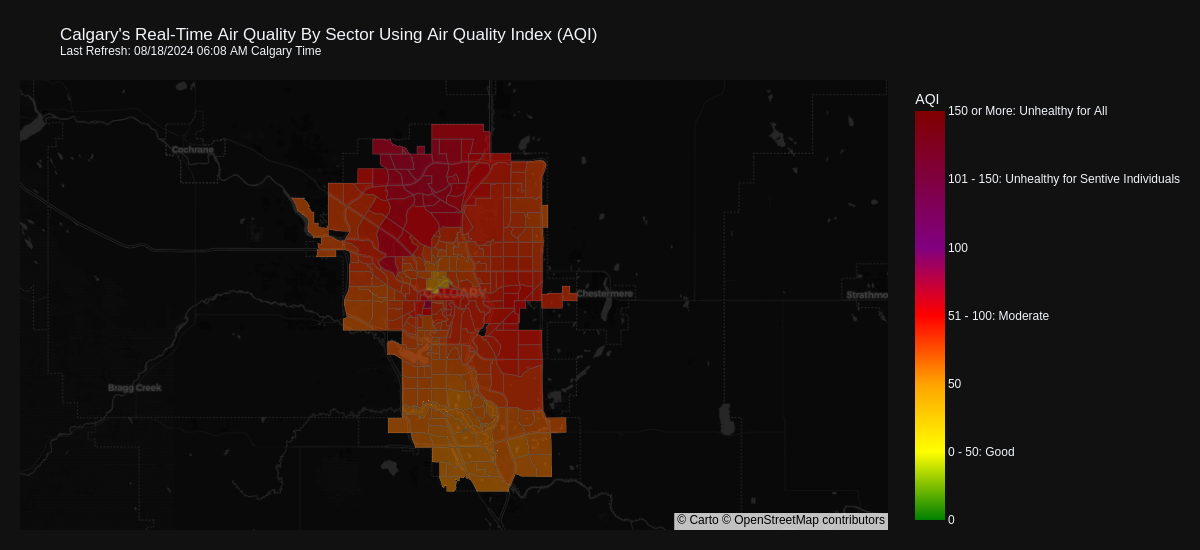 Calgary's Real-Time Air Quality By Sector Using Air Quality Index (AQI)
Last Refresh: 08/18/2024 06:08 AM Calgary Time
AQI
150 or More: Unhealthy for All
Cochrane
101 - 150: Unhealthy for Sentive Individuals
100
CALGARY
Chestermere
Strathmo
51 - 100: Moderate
50
Bragg Creek
0 - 50: Good
0
© Carto © OpenStreetMap contributors